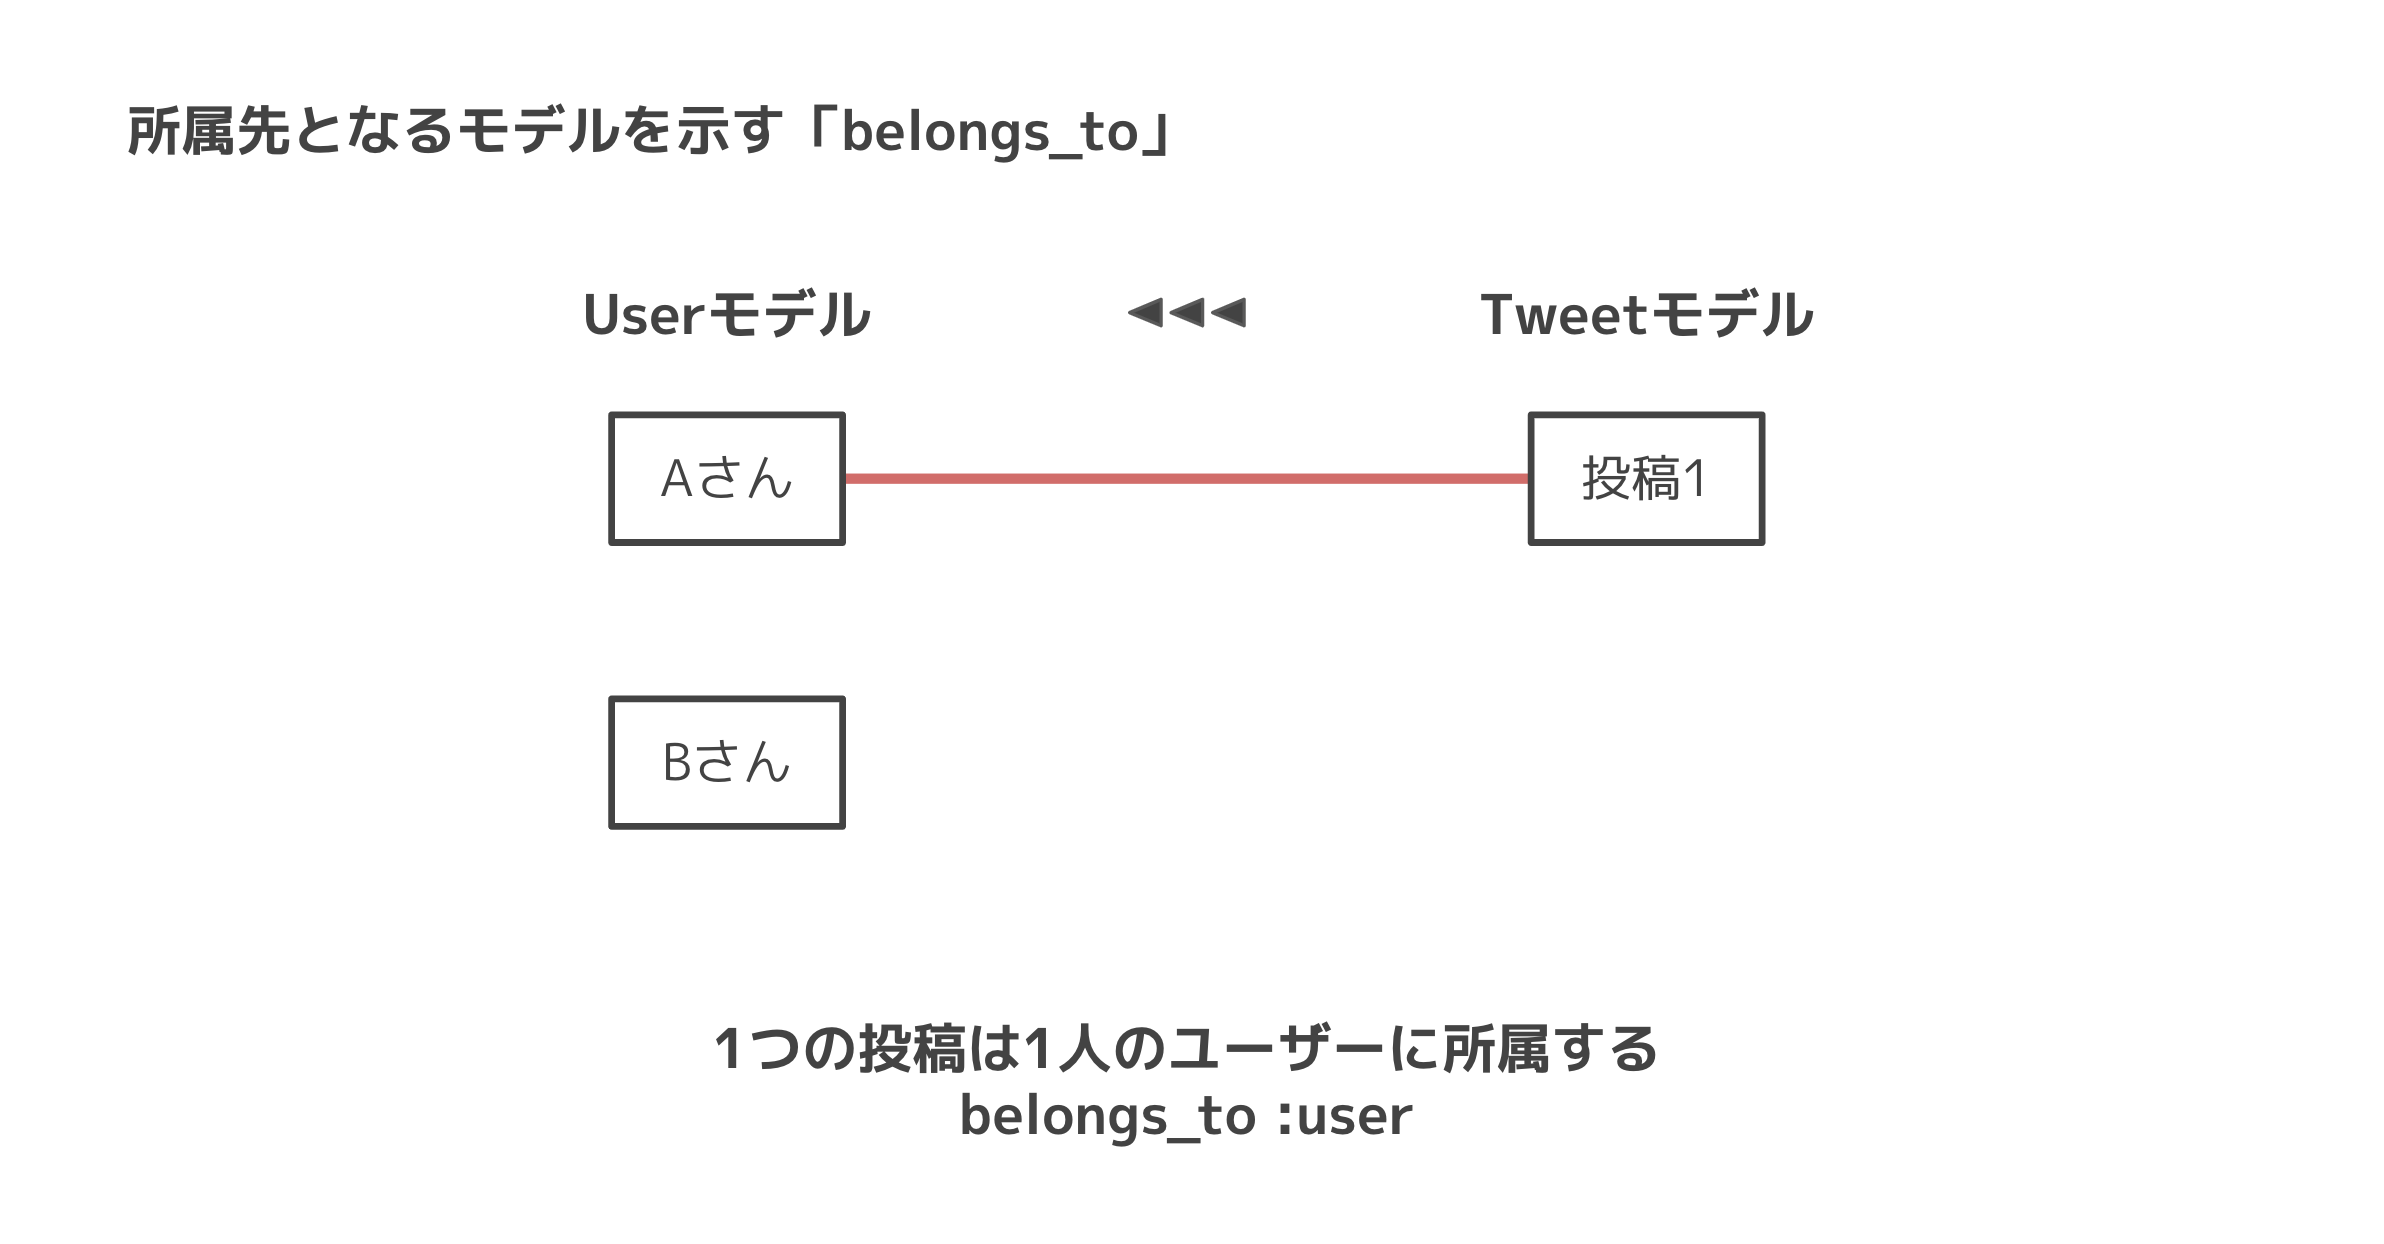 所属先となるモデルを示す「belongs_to」
Userモデル ◀◀◀ Tweetモデル
Aさん 投稿1
Bさん
1つの投稿は1人のユーザーに所属する
belongs_to :user